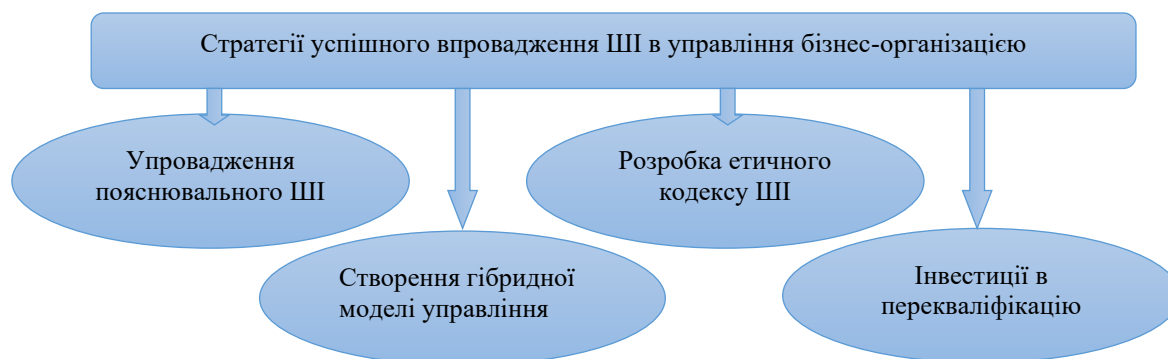 Стратегії успішного впровадження ШІ в управління бізнес-організацією
Упровадження
пояснювального ШІ
Створення гібридної
моделі управління
Розробка етичного
кодексу ШІ
Інвестиції в
перекваліфікацію